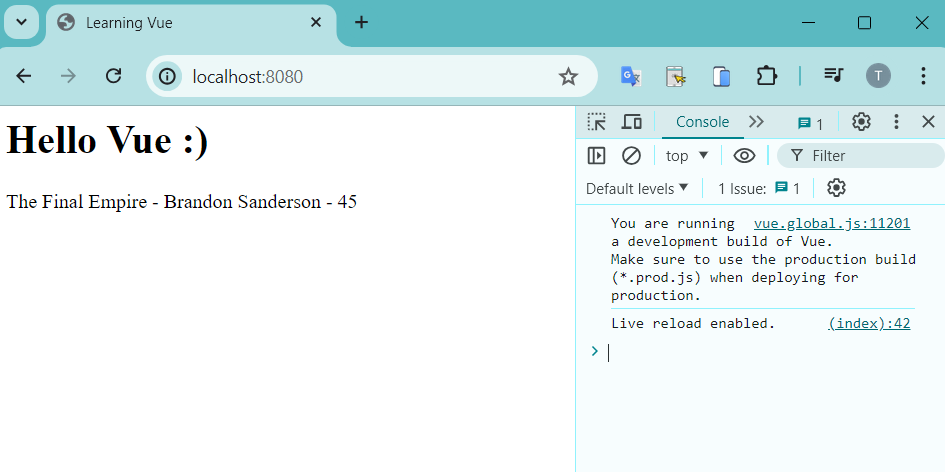 Learning Vue
localhost:8080
T
Hello Vue :)
The Final Empire - Brandon Sanderson - 45
Console
1
top
Filter
Default levels
1 Issue:
1
You are running vue.global.js:11201
a development build of Vue.
Make sure to use the production build
(*.prod.js) when deploying for
production.
Live reload enabled. (index):42